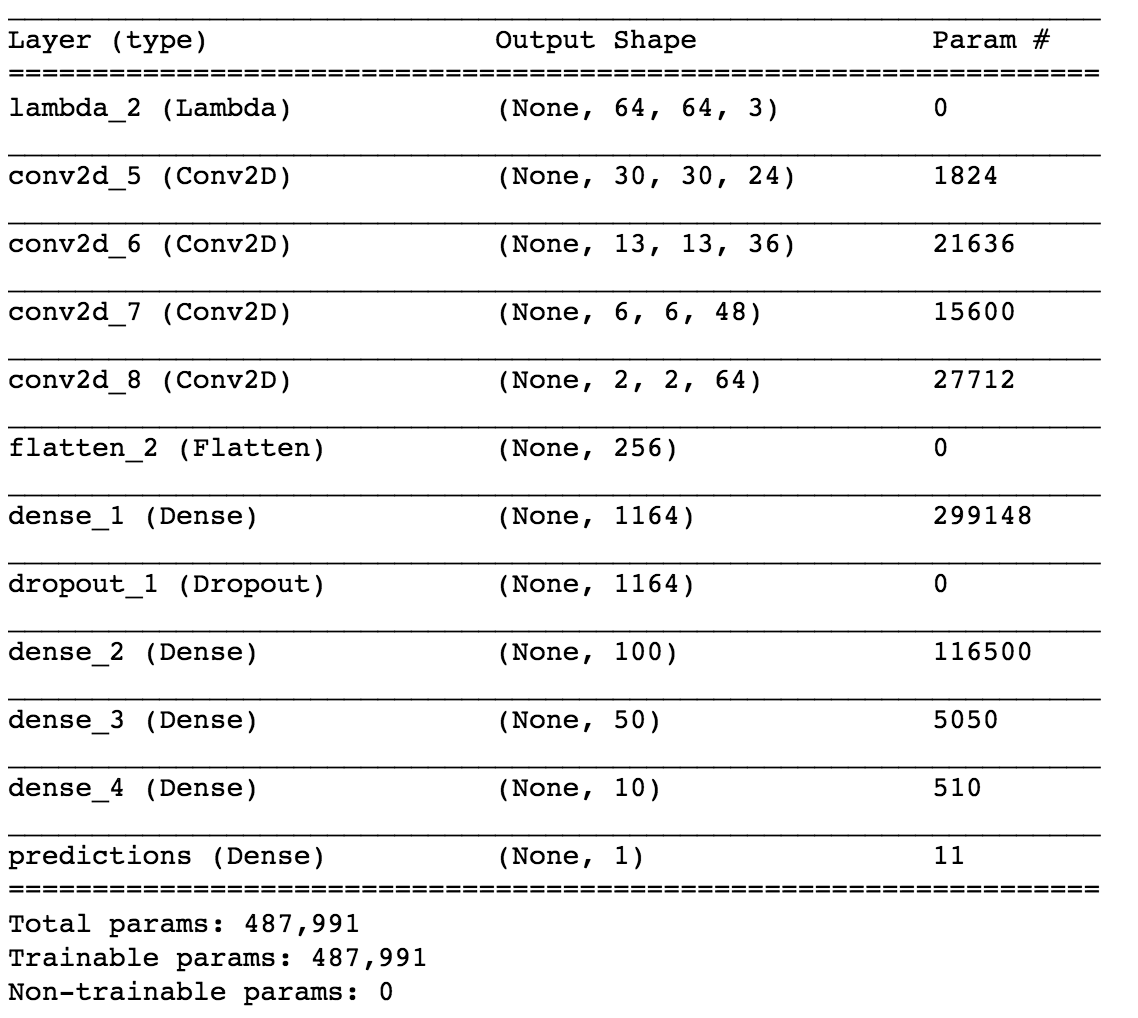 Layer (type) Output Shape Param #
lambda_2 (Lambda) (None, 64, 64, 3) 0
conv2d_5 (Conv2D) (None, 30, 30, 24) 1824
conv2d_6 (Conv2D) (None, 13, 13, 36) 21636
conv2d_7 (Conv2D) (None, 6, 6, 48) 15600
conv2d_8 (Conv2D) (None, 2, 2, 64) 27712
flatten_2 (Flatten) (None, 256) 0
dense_1 (Dense) (None, 1164) 299148
dropout_1 (Dropout) (None, 1164) 0
dense_2 (Dense) (None, 100) 116500
dense_3 (Dense) (None, 50) 5050
dense_4 (Dense) (None, 10) 510
predictions (Dense) (None, 1) 11
Total params: 487,991
Trainable params: 487,991
Non-trainable params: 0